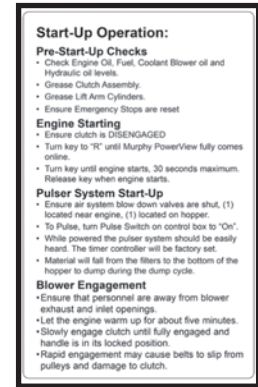 Start-Up Operation:
Pre-Start-Up Checks
• Check Engine Oil, Fuel, Coolant Blower oil and
Hydraulic oil levels.
• Grease Clutch Assembly.
• Grease Lift Arm Cylinders.
• Ensure Emergency Stops are reset
Engine Starting
• Ensure clutch is DISENGAGED
• Turn key to “R” until Murphy PowerView fully comes
online.
• Turn key until engine starts, 30 seconds maximum.
Release key when engine starts.
Pulser System Start-Up
• Ensure air system blow down valves are shut, (1)
located near engine, (1) located on hopper.
• To Pulse, turn Pulse Switch on control box to “On”.
• While powered the pulser system should be easily
heard. The timer controller will be factory set.
• Material will fall from the filters to the bottom of the
hopper to dump during the dump cycle.
Blower Engagement
•Ensure that personnel are away from blower
exhaust and inlet openings.
•Let the engine warm up for about five minutes.
•Slowly engage clutch until fully engaged and
handle is in its locked position.
•Rapid engagement may cause belts to slip from
pulleys and damage to clutch.